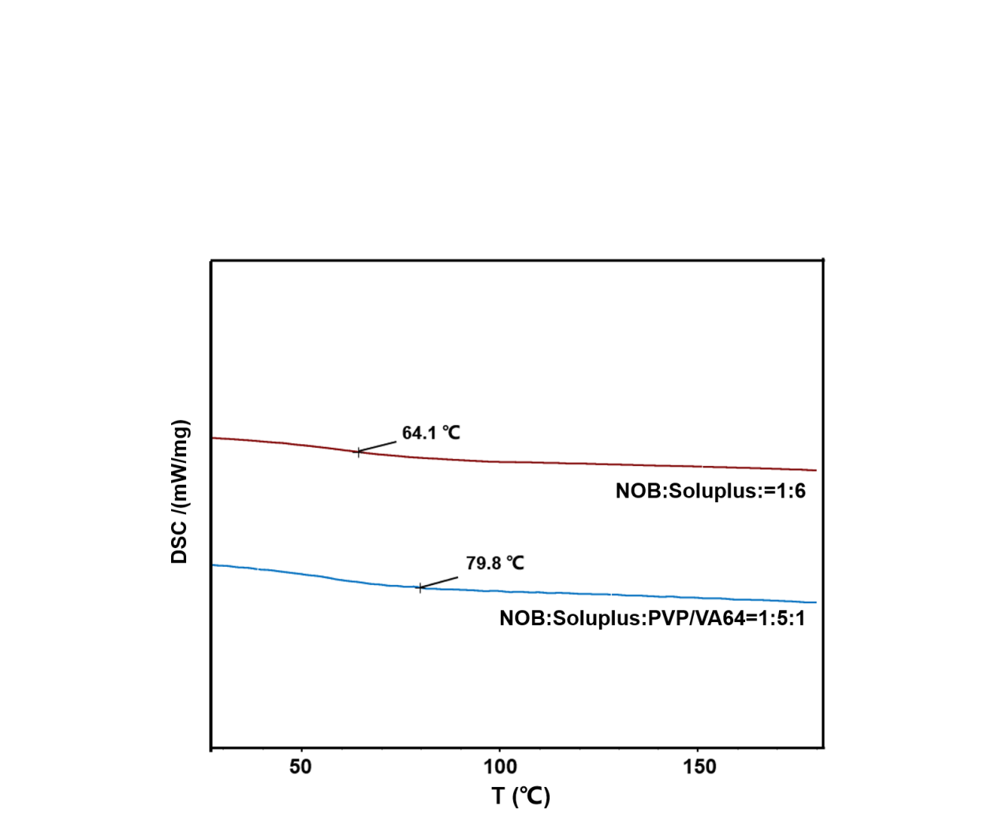 64.1 ℃
NOB:Soluplus:=1:6
DSC /(mW/mg)
79.8 ℃
NOB:Soluplus:PVP/VA64=1:5:1
50
100
150
T (℃)